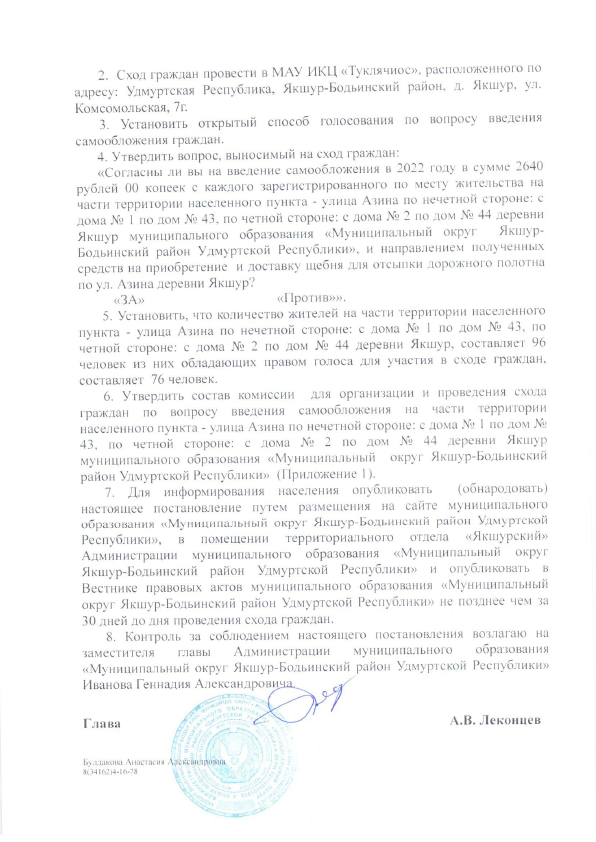 2. Сход граждан провести в МАУ ИКЦ «Туклячиос», расположенного по
адресу: Удмуртская Республика, Якшур-Бодьинский район, д. Якшур, ул.
Комсомольская, 7г.
3. Установить открытый способ голосования по вопросу введения
самообложения граждан.
4. Утвердить вопрос, выносимый на сход граждан:
«Согласны ли вы на введение самообложения в 2022 году в сумме 2640
рублей 00 копеек с каждого зарегистрированного по месту жительства на
части территории населенного пункта - улица Азина по нечетной стороне: с
дома № 1 по дом № 43, по четной стороне: с дома № 2 по дом № 44 деревни
Якшур муниципального образования «Муниципальный округ Якшур-
Бодьинский район Удмуртской Республики», и направлением полученных
средств на приобретение и доставку щебня для отсыпки дорожного полотна
по ул. Азина деревни Якшур?
«ЗА» «Против»».
5. Установить, что количество жителей на части территории населенного
пункта - улица Азина по нечетной стороне: с дома № 1 по дом № 43, по
четной стороне: с дома № 2 по дом № 44 деревни Якшур, составляет 96
человек из них обладающих правом голоса для участия в сходе граждан,
составляет 76 человек.
6. Утвердить состав комиссии для организации и проведения схода
граждан по вопросу введения самообложения на части территории
населенного пункта - улица Азина по нечетной стороне: с дома № 1 по дом №
43, по четной стороне: с дома № 2 по дом № 44 деревни Якшур
муниципального образования «Муниципальный округ Якшур-Бодьинский
район Удмуртской Республики» (Приложение 1).
7. Для информирования населения опубликовать (обнародовать)
настоящее постановление путем размещения на сайте муниципального
образования «Муниципальный округ Якшур-Бодьинский район Удмуртской
Республики», в помещении территориального отдела «Якшурский»
Администрации муниципального образования «Муниципальный округ
Якшур-Бодьинский район Удмуртской Республики» и опубликовать в
Вестнике правовых актов муниципального образования «Муниципальный
округ Якшур-Бодьинский район Удмуртской Республики» не позднее чем за
30 дней до дня проведения схода граждан.
8. Контроль за соблюдением настоящего постановления возлагаю на
заместителя главы Администрации муниципального образования
«Муниципальный округ Якшур-Бодьинский район Удмуртской Республики»
Иванова Геннадия Александровича.
Глава А.В. Леконцев
Булдакова Анастасия Александровна
8(34162)4-16-78